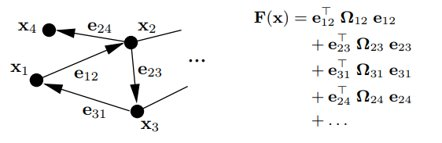 x₄ e₂₄ x₂
x₁ e₁₂ e₂₃ ...
e₃₁ x₃
F(x) = e₁₂^⊤ Ω₁₂ e₁₂
+ e₂₃^⊤ Ω₂₃ e₂₃
+ e₃₁^⊤ Ω₃₁ e₃₁
+ e₂₄^⊤ Ω₂₄ e₂₄
+ ...